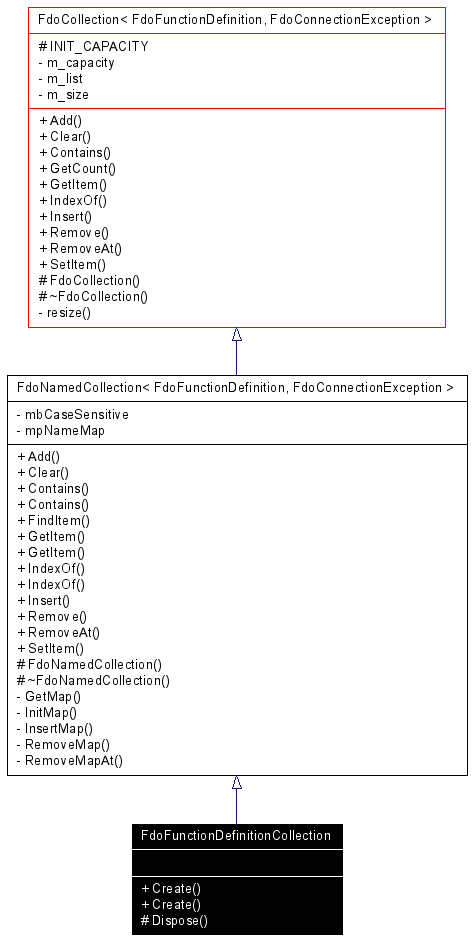 FdoCollection< FdoFunctionDefinition, FdoConnectionException >
# INIT_CAPACITY
- m_capacity
- m_list
- m_size
+ Add()
+ Clear()
+ Contains()
+ GetCount()
+ GetItem()
+ IndexOf()
+ Insert()
+ Remove()
+ RemoveAt()
+ SetItem()
# FdoCollection()
# ~FdoCollection()
- resize()
FdoNamedCollection< FdoFunctionDefinition, FdoConnectionException >
- mbCaseSensitive
- mpNameMap
+ Add()
+ Clear()
+ Contains()
+ Contains()
+ FindItem()
+ GetItem()
+ GetItem()
+ IndexOf()
+ IndexOf()
+ Insert()
+ Remove()
+ RemoveAt()
+ SetItem()
# FdoNamedCollection()
# ~FdoNamedCollection()
- GetMap()
- InitMap()
- InsertMap()
- RemoveMap()
- RemoveMapAt()
FdoFunctionDefinitionCollection
+ Create()
+ Create()
# Dispose()